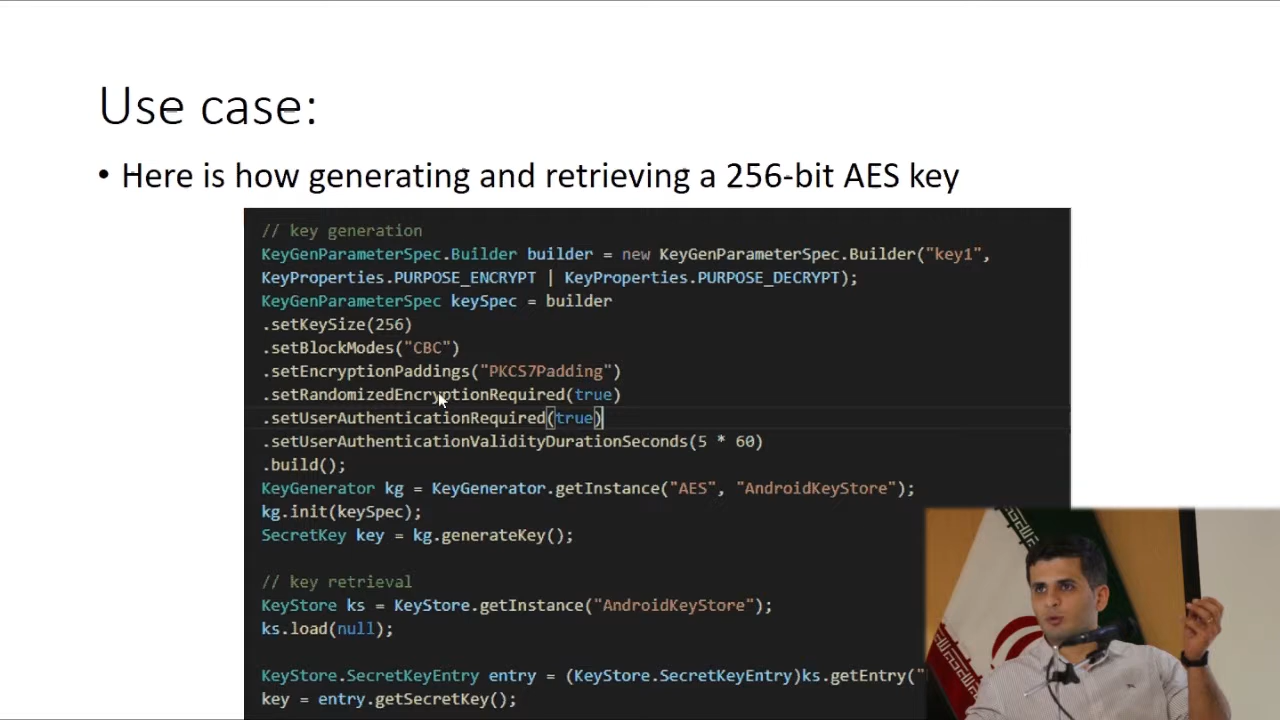 Use case:
• Here is how generating and retrieving a 256-bit AES key
// key generation
KeyGenParameterSpec.Builder builder = new KeyGenParameterSpec.Builder("key1",
KeyProperties.PURPOSE_ENCRYPT | KeyProperties.PURPOSE_DECRYPT);
KeyGenParameterSpec keySpec = builder
.setKeySize(256)
.setBlockModes("CBC")
.setEncryptionPaddings("PKCS7Padding")
.setRandomizedEncryptionRequired(true)
.setUserAuthenticationRequired(true)
.setUserAuthenticationValidityDurationSeconds(5 * 60)
.build();
KeyGenerator kg = KeyGenerator.getInstance("AES", "AndroidKeyStore");
kg.init(keySpec);
SecretKey key = kg.generateKey();
// key retrieval
KeyStore ks = KeyStore.getInstance("AndroidKeyStore");
ks.load(null);
KeyStore.SecretKeyEntry entry = (KeyStore.SecretKeyEntry)ks.getEntry("
key = entry.getSecretKey();